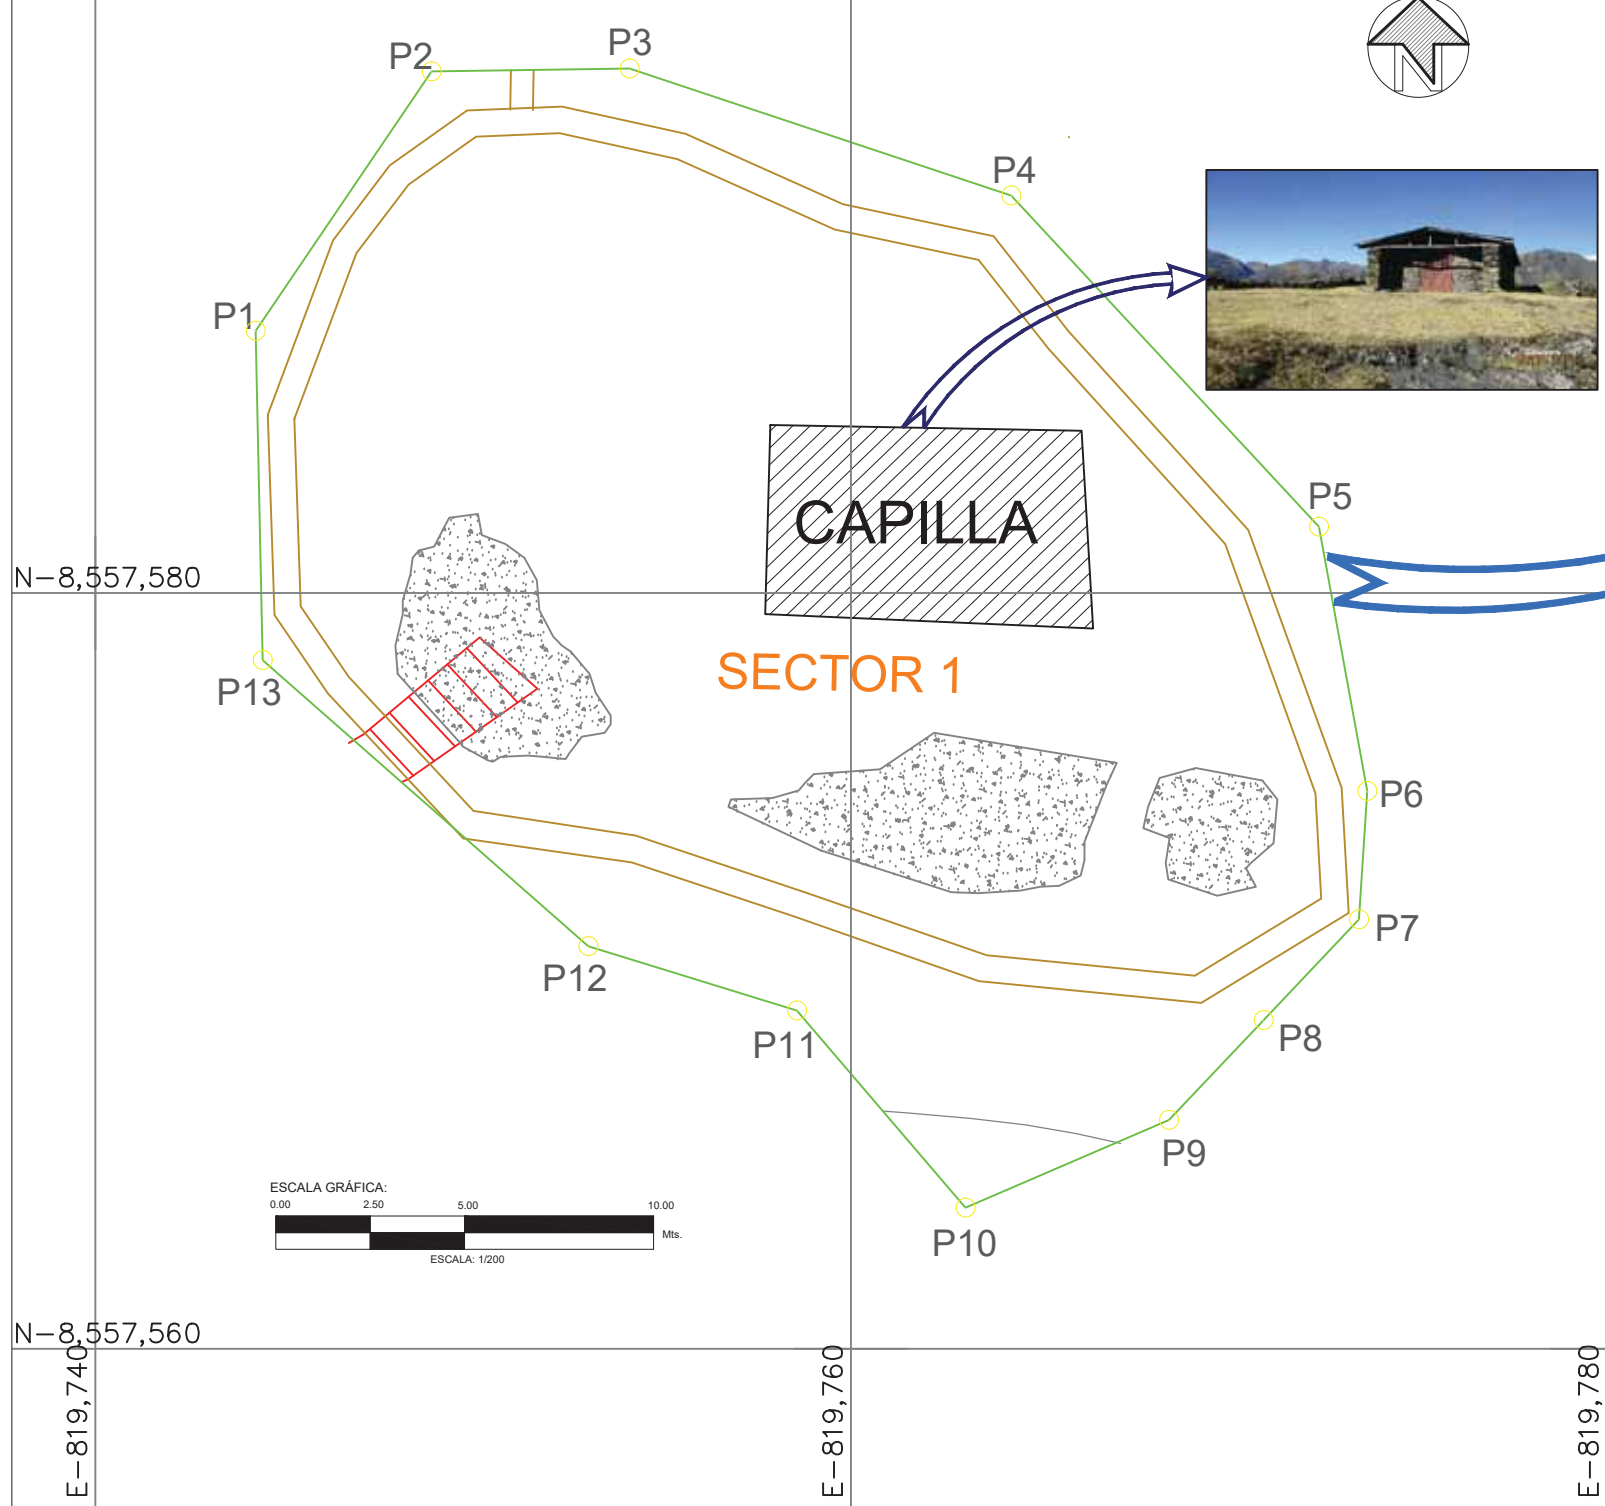 P2
P3
N
P4
P1
P5
CAPILLA
N-8,557,580
SECTOR 1
P13
P6
P7
P12
P11
P8
P9
P10
ESCALA GRÁFICA:
0.00 2.50 5.00 10.00
Mts.
ESCALA: 1/200
N-8,557,560
E-819,740
E-819,760
E-819,780